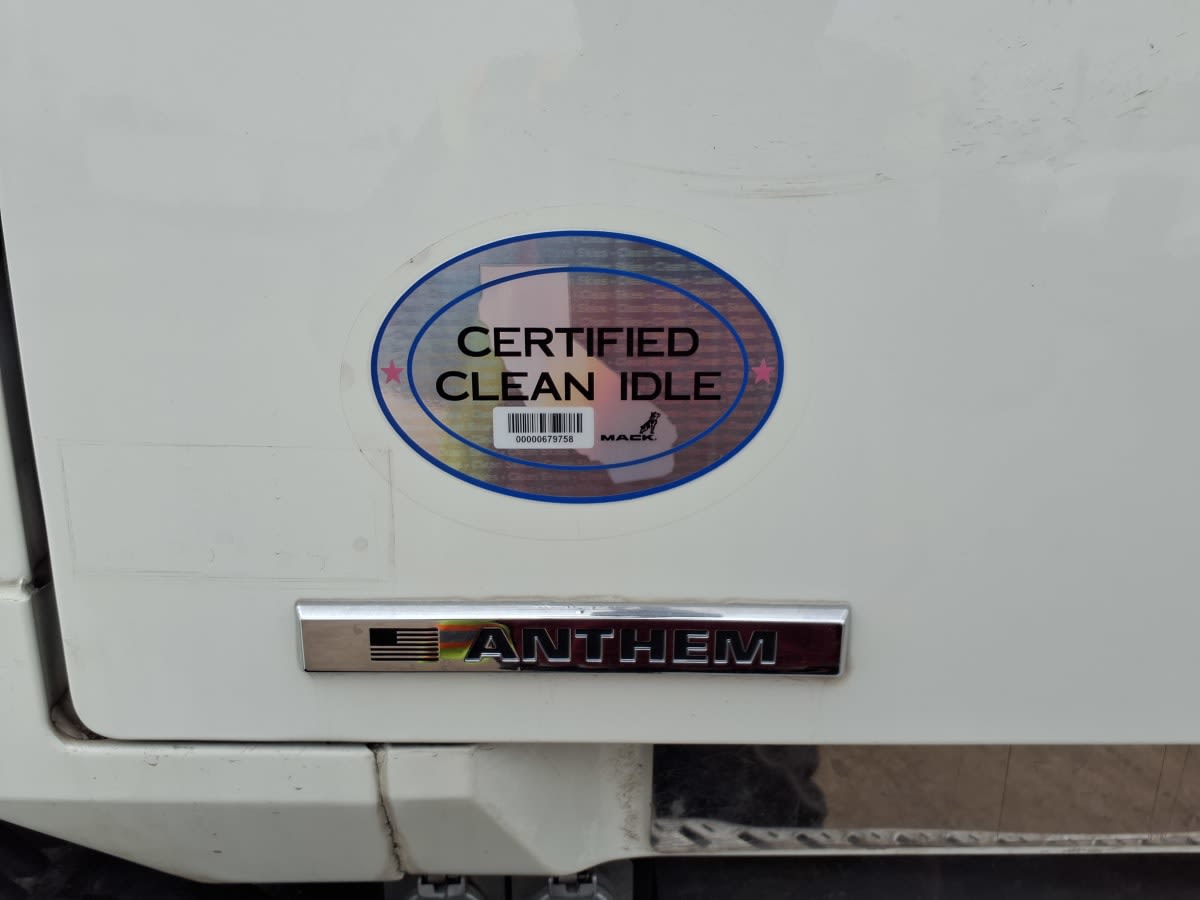 CERTIFIED
CLEAN IDLE
00000679758
MACK
ANTHEM